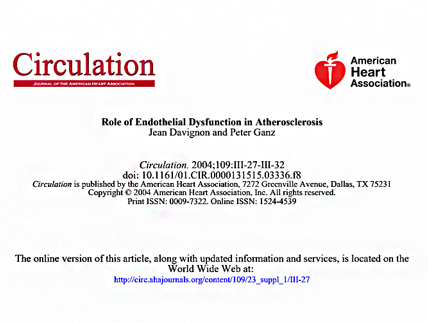 Circulation
JOURNAL OF THE AMERICAN HEART ASSOCIATION
American
Heart
Association®
Role of Endothelial Dysfunction in Atherosclerosis
Jean Davignon and Peter Ganz
Circulation. 2004;109:III-27-III-32
doi: 10.1161/01.CIR.0000131515.03336.f8
Circulation is published by the American Heart Association, 7272 Greenville Avenue, Dallas, TX 75231
Copyright © 2004 American Heart Association, Inc. All rights reserved.
Print ISSN: 0009-7322. Online ISSN: 1524-4539
The online version of this article, along with updated information and services, is located on the
World Wide Web at:
http://circ.ahajournals.org/content/109/23_suppl_1/III-27